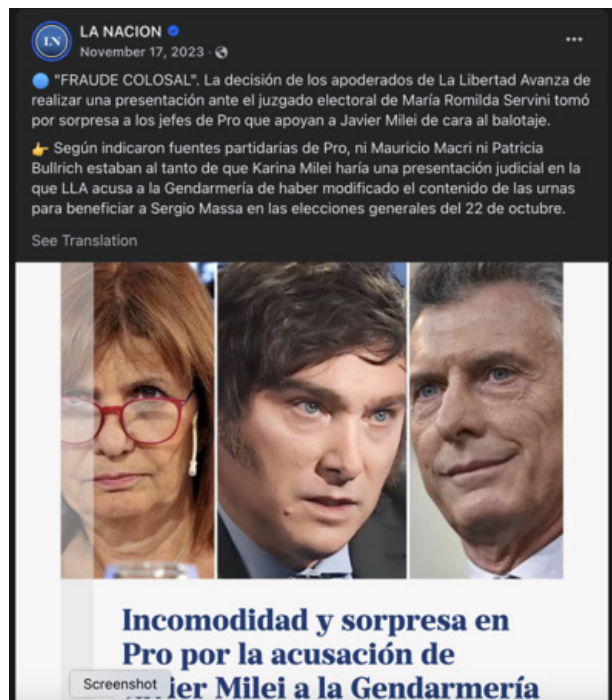 LN
LA NACION
November 17, 2023 ·
"FRAUDE COLOSAL". La decisión de los apoderados de La Libertad Avanza de
realizar una presentación ante el juzgado electoral de María Romilda Servini tomó
por sorpresa a los jefes de Pro que apoyan a Javier Milei de cara al balotaje.
Según indicaron fuentes partidarias de Pro, ni Mauricio Macri ni Patricia
Bullrich estaban al tanto de que Karina Milei haría una presentación judicial en la
que LLA acusa a la Gendarmería de haber modificado el contenido de las urnas
para beneficiar a Sergio Massa en las elecciones generales del 22 de octubre.
See Translation
Incomodidad y sorpresa en
Pro por la acusación de
Screenshot
ier Milei a la Gendarmería